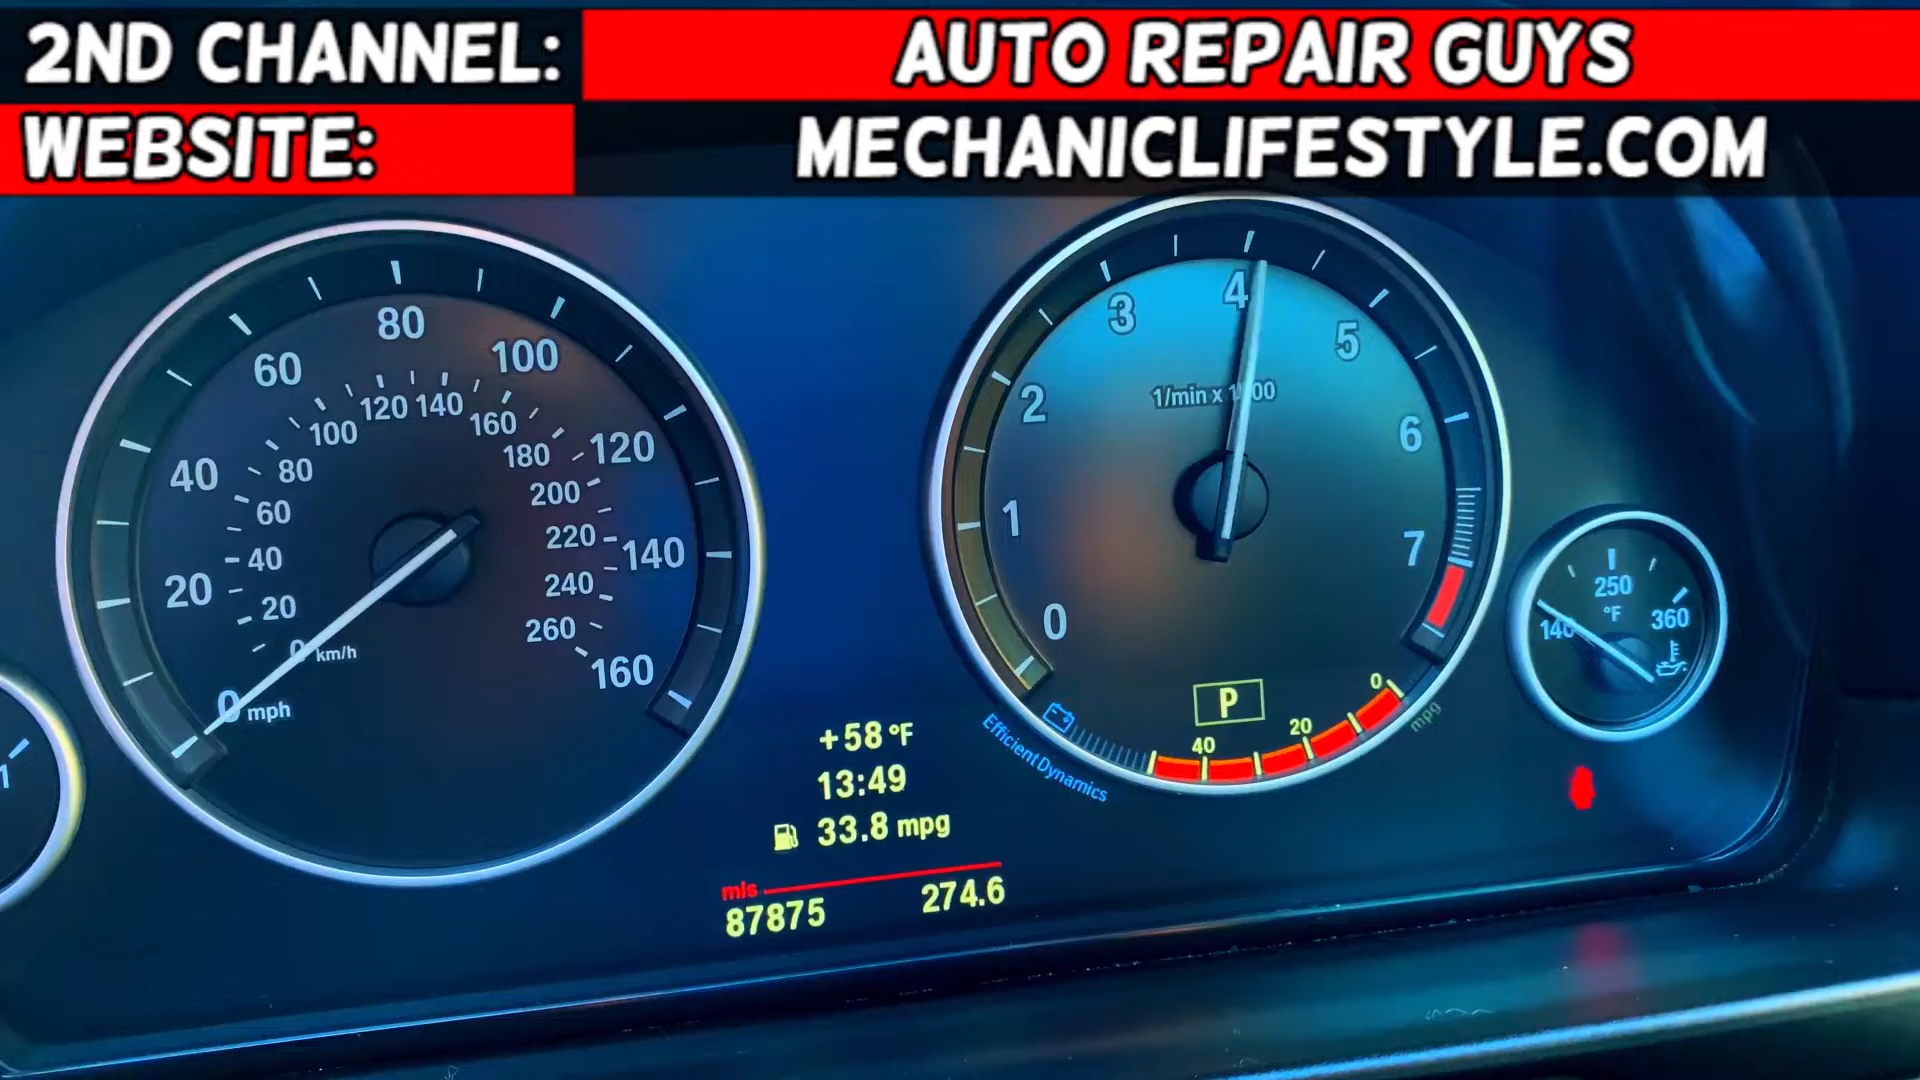 2ND CHANNEL: AUTO REPAIR GUYS
WEBSITE: MECHANICLIFESTYLE.COM
0 20 40 60 80 100 120 140 160
mph
0 20 40 60 80 100 120 140 160 180 200 220 240 260
km/h
0 1 2 3 4 5 6 7
1/min x 1000
P
40 20 0
mpg
EfficientDynamics
140 250 360
°F
1
+58 °F
13:49
33.8 mpg
mls
87875 274.6